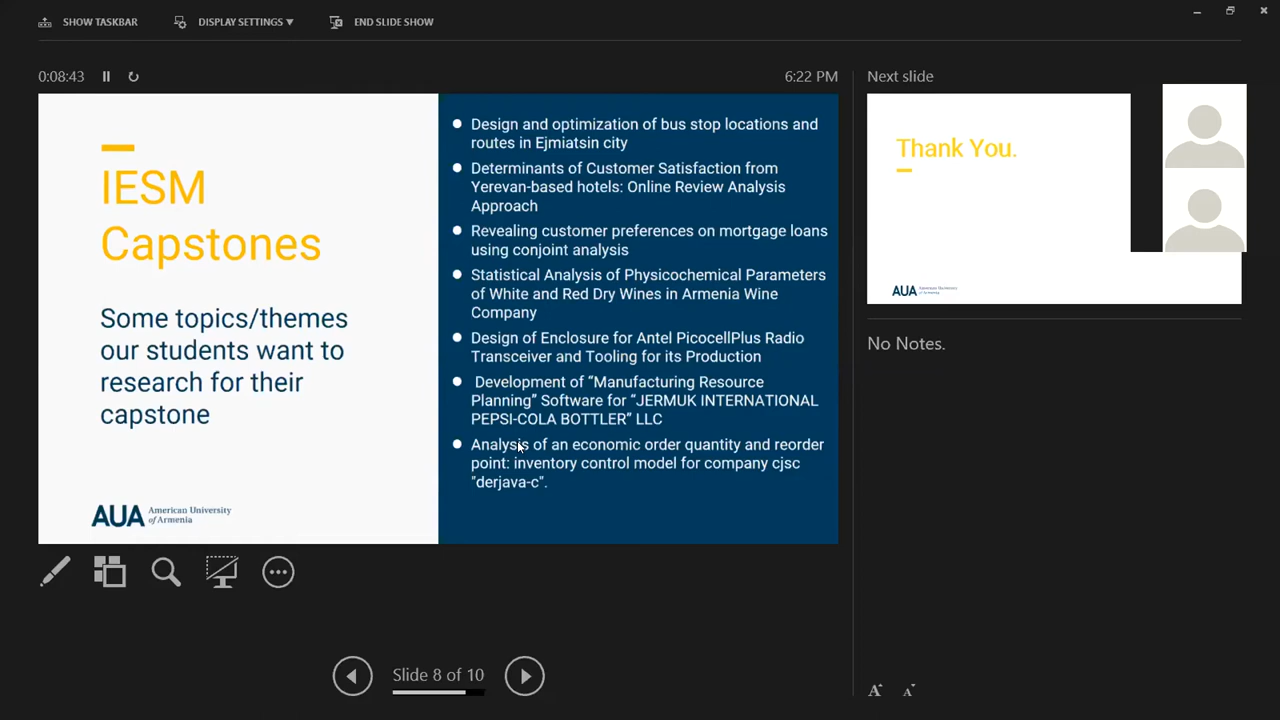 SHOW TASKBAR
DISPLAY SETTINGS
END SLIDE SHOW
0:08:43
6:22 PM
IESM
Capstones
Some topics/themes
our students want to
research for their
capstone
AUA American University
of Armenia
Design and optimization of bus stop locations and
routes in Ejmiatsin city
Determinants of Customer Satisfaction from
Yerevan-based hotels: Online Review Analysis
Approach
Revealing customer preferences on mortgage loans
using conjoint analysis
Statistical Analysis of Physicochemical Parameters
of White and Red Dry Wines in Armenia Wine
Company
Design of Enclosure for Antel PicocellPlus Radio
Transceiver and Tooling for its Production
Development of “Manufacturing Resource
Planning” Software for “JERMUK INTERNATIONAL
PEPSI-COLA BOTTLER” LLC
Analysis of an economic order quantity and reorder
point: inventory control model for company cjsc
"derjava-c".
Slide 8 of 10
Next slide
Thank You.
AUA American University
of Armenia
No Notes.
A A